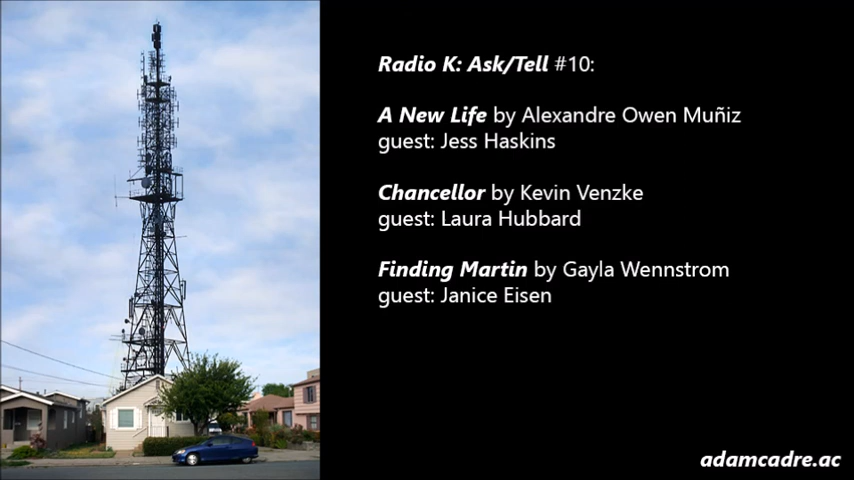 Radio K: Ask/Tell #10:
A New Life by Alexandre Owen Muñiz
guest: Jess Haskins
Chancellor by Kevin Venzke
guest: Laura Hubbard
Finding Martin by Gayla Wennstrom
guest: Janice Eisen
adamcadre.ac